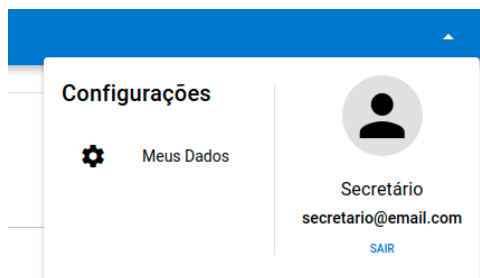 Configurações
Meus Dados
Secretário
secretario@email.com
SAIR